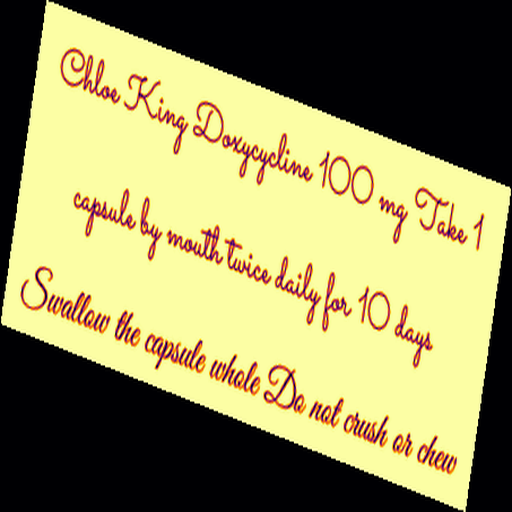 Chloe King Doxycycline 100 mg Take 1
capsule by mouth twice daily for 10 days
Swallow the capsule whole Do not crush or chew